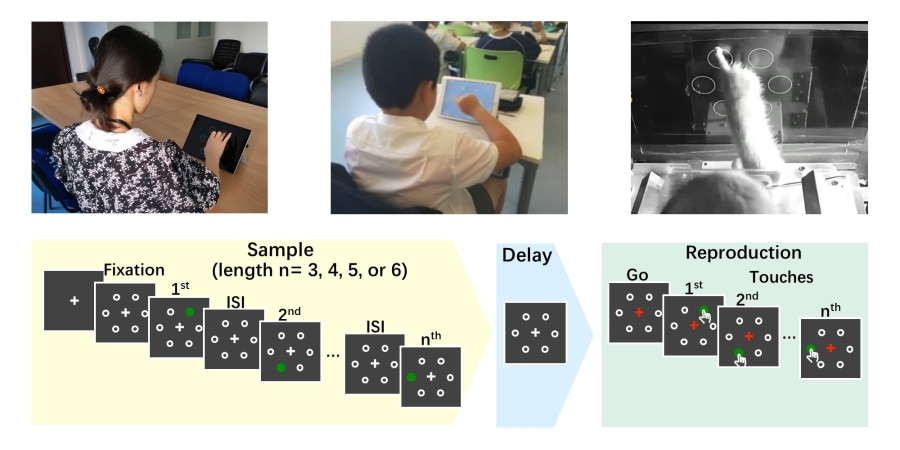 Sample
(length n= 3, 4, 5, or 6)
Fixation
1st
ISI
2nd
...
ISI
nth
Delay
Reproduction
Go
Touches
1st
2nd
...
nth